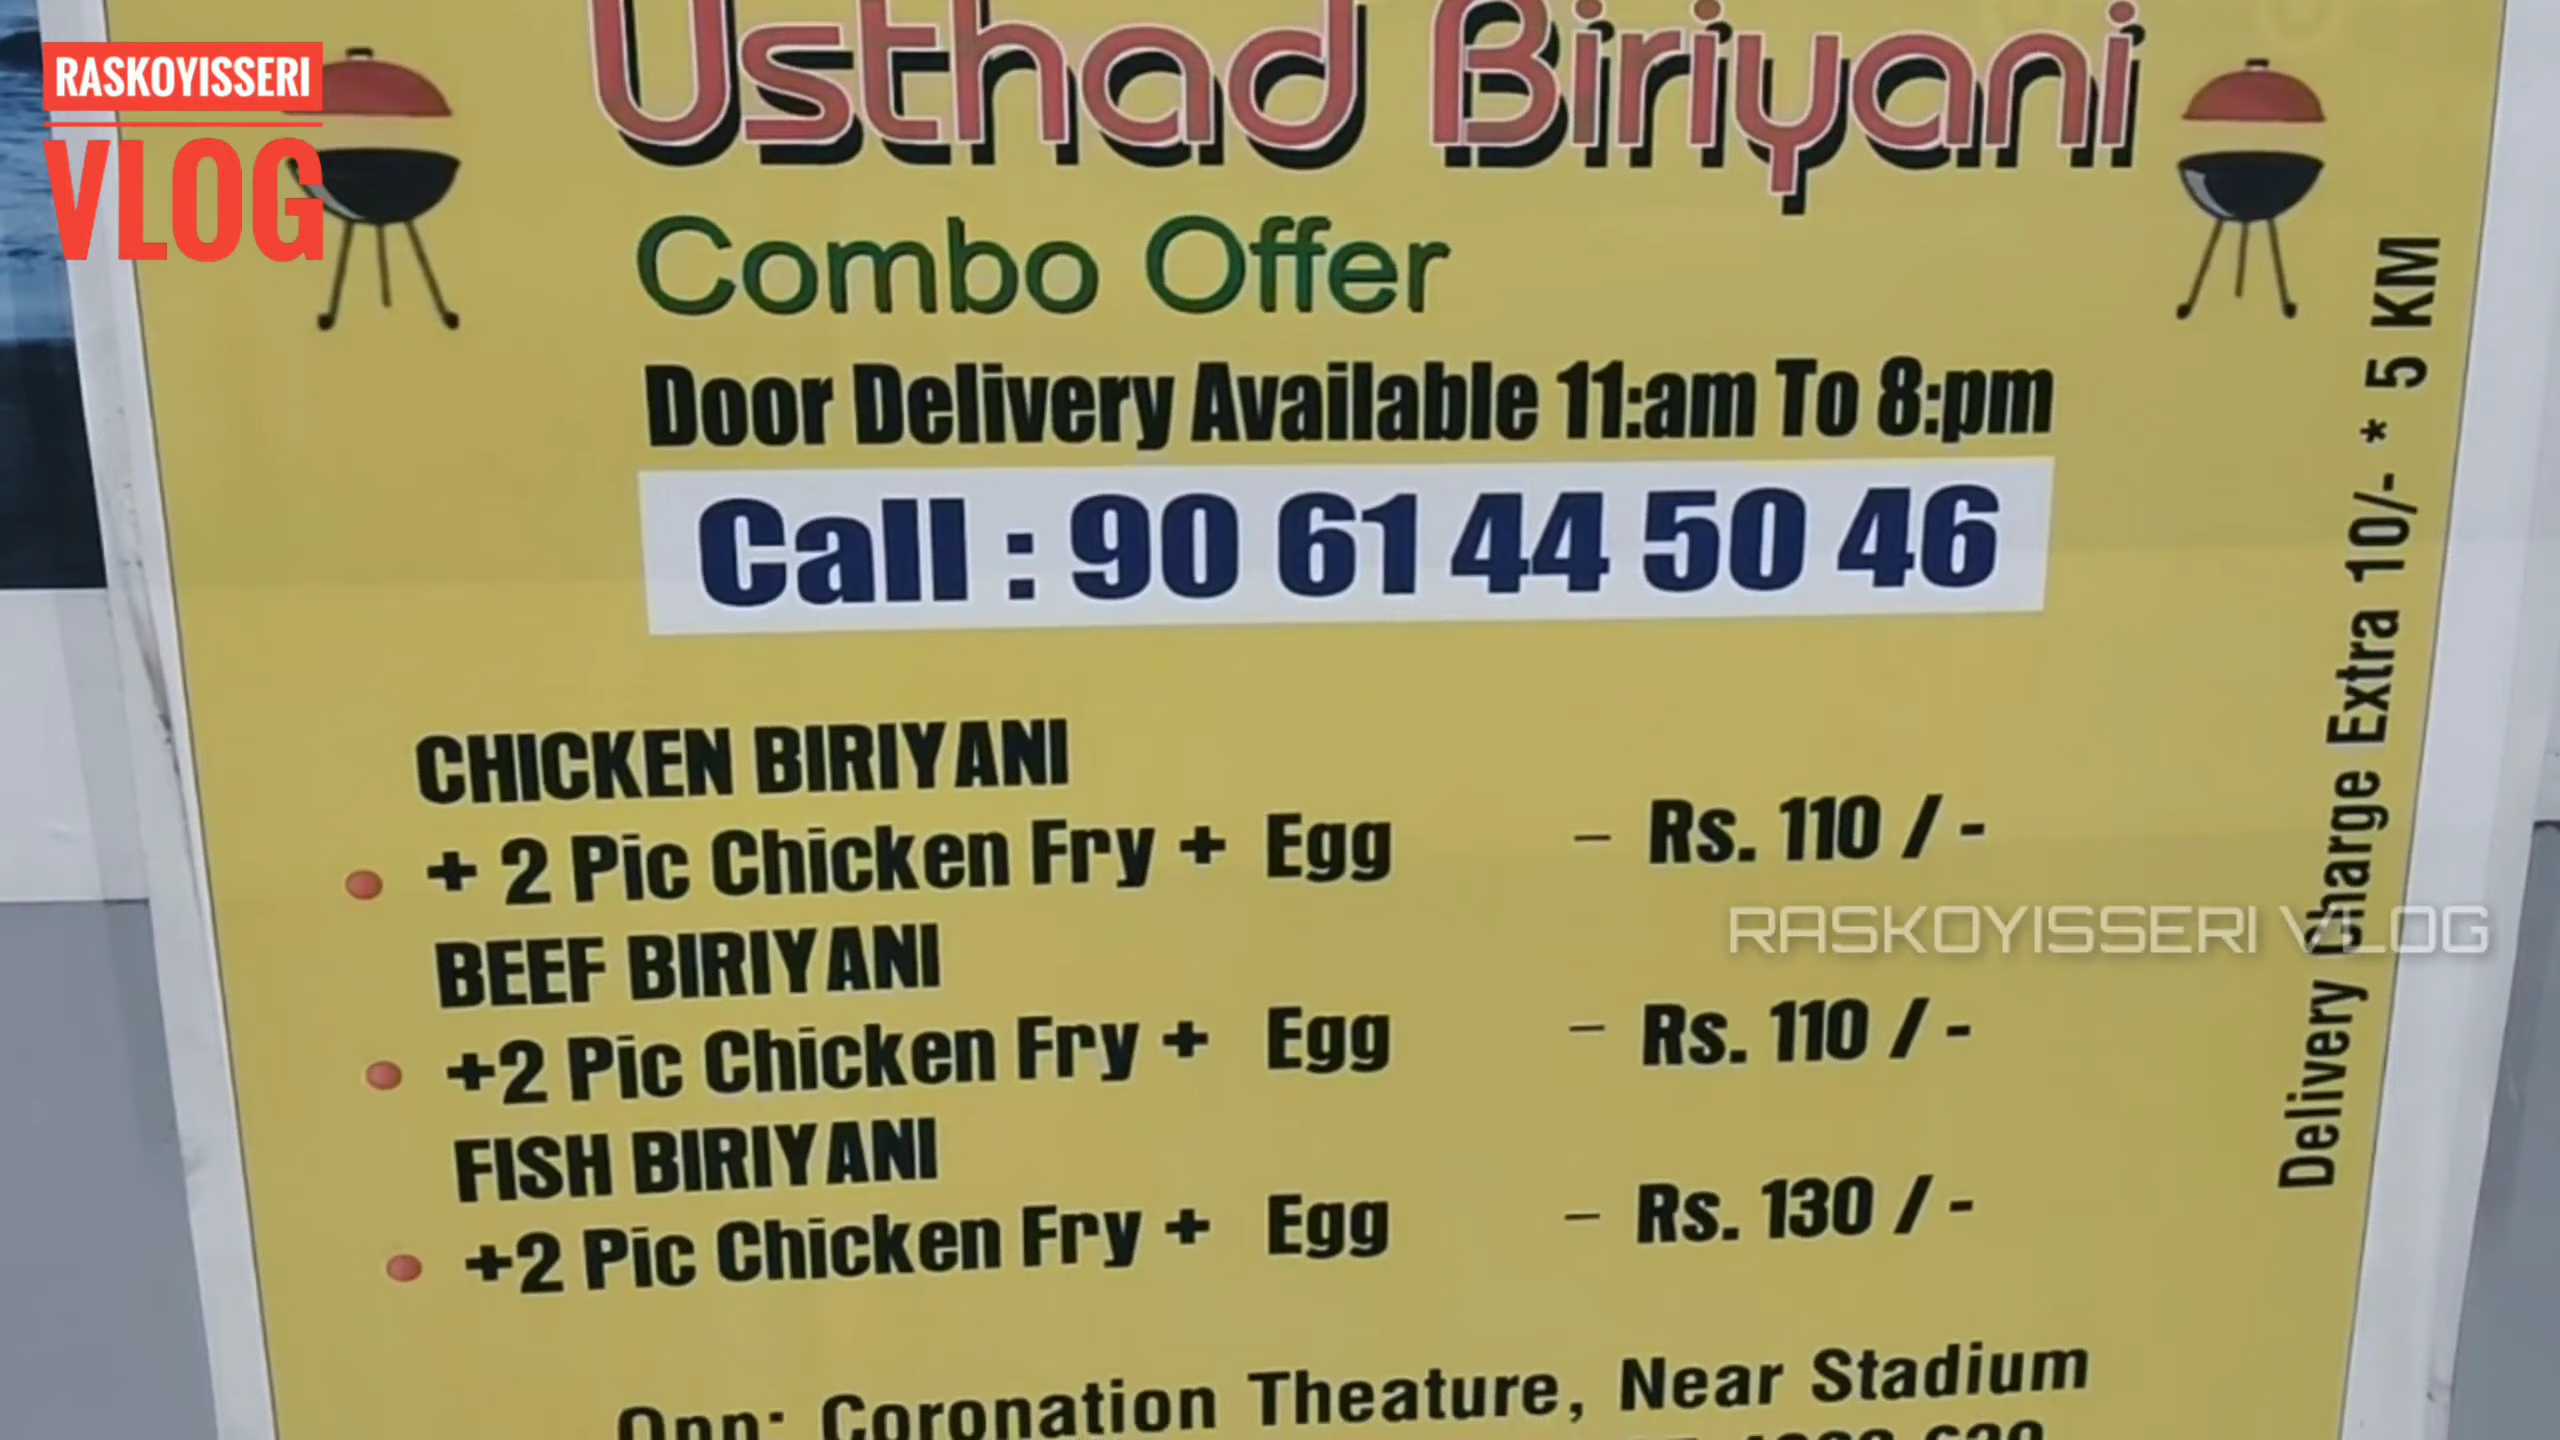 RASKOYISSERI
VLOG
Usthad Biriyani
Combo Offer
Door Delivery Available 11:am To 8:pm
Call : 90 61 44 50 46
CHICKEN BIRIYANI
+ 2 Pic Chicken Fry + Egg – Rs. 110 / -
BEEF BIRIYANI
+2 Pic Chicken Fry + Egg – Rs. 110 / -
FISH BIRIYANI
+2 Pic Chicken Fry + Egg – Rs. 130 / -
Opp: Coronation Theature, Near Stadium
Delivery Charge Extra 10/- * 5 KM
RASKOYISSERI VLOG